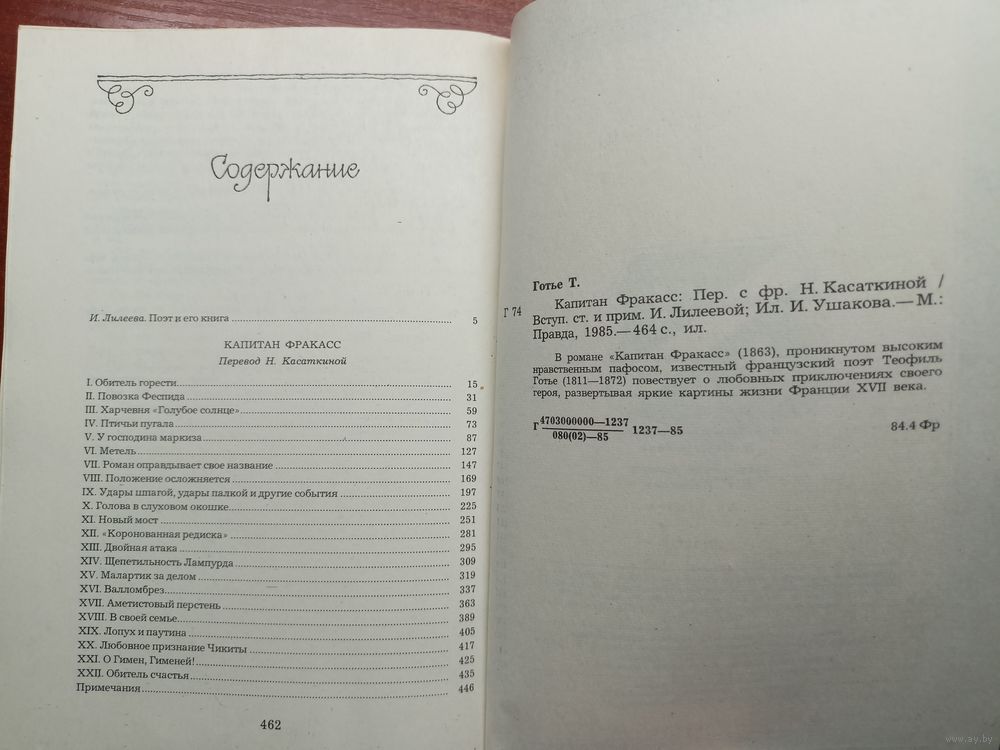 Содержание
И. Лилеева. Поэт и его книга 5
КАПИТАН ФРАКАСС
Перевод Н. Касаткиной
I. Обитель горести 15
II. Повозка Феспида 31
III. Харчевня «Голубое солнце» 59
IV. Птичьи пугала 73
V. У господина маркиза 87
VI. Метель 127
VII. Роман оправдывает свое название 147
VIII. Положение осложняется 169
IX. Удары шпагой, удары палкой и другие события 197
X. Голова в слуховом окошке 225
XI. Новый мост 251
XII. «Коронованная редиска» 281
XIII. Двойная атака 295
XIV. Щепетильность Лампурда 309
XV. Малартик за делом 319
XVI. Валломбрез 337
XVII. Аметистовый перстень 363
XVIII. В своей семье 389
XIX. Лопух и паутина 405
XX. Любовное признание Чикиты 417
XXI. О Гимен, Гименей! 425
XXII. Обитель счастья 435
Примечания 446
462
Готье Т.
Г 74
Капитан Фракасс: Пер. с фр. Н. Касаткиной /
Вступ. ст. и прим. И. Лилеевой; Ил. И. Ушакова.— М.:
Правда, 1985.— 464 с., ил.
В романе «Капитан Фракасс» (1863), проникнутом высоким
нравственным пафосом, известный французский поэт Теофиль
Готье (1811—1872) повествует о любовных приключениях своего
героя, развертывая яркие картины жизни Франции XVII века.
Г 4703000000—1237
080(02)—85 1237—85
84.4 Фр
www.ay.by